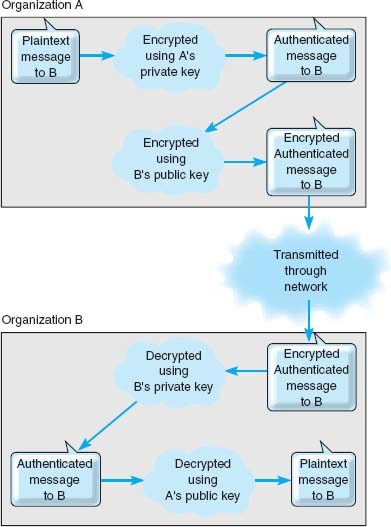 Organization A
Plaintext
message
to B
Encrypted
using A's
private key
Authenticated
message
to B
Encrypted
using
B's public key
Encrypted
Authenticated
message
to B
Transmitted
through
network
Organization B
Encrypted
Authenticated
message
to B
Decrypted
using
B's private key
Authenticated
message
to B
Decrypted
using
A's public key
Plaintext
message
to B